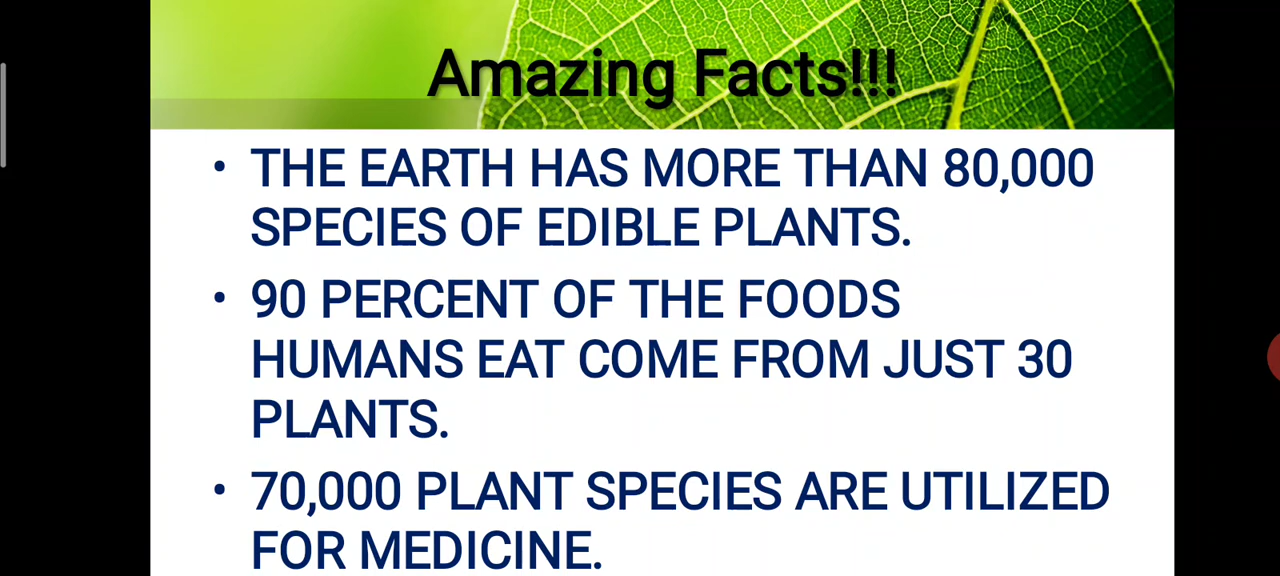 Amazing Facts!!!
• THE EARTH HAS MORE THAN 80,000
SPECIES OF EDIBLE PLANTS.
• 90 PERCENT OF THE FOODS
HUMANS EAT COME FROM JUST 30
PLANTS.
• 70,000 PLANT SPECIES ARE UTILIZED
FOR MEDICINE.